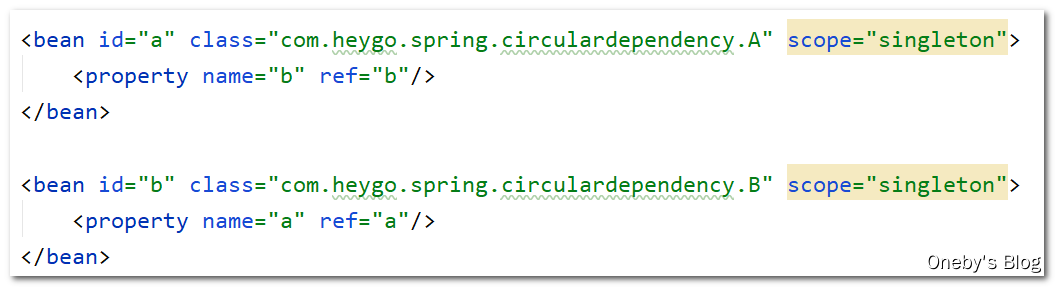 <bean id="a" class="com.heygo.spring.circulardependency.A" scope="singleton">
    <property name="b" ref="b"/>
</bean>
<bean id="b" class="com.heygo.spring.circulardependency.B" scope="singleton">
    <property name="a" ref="a"/>
</bean>
Oneby's Blog